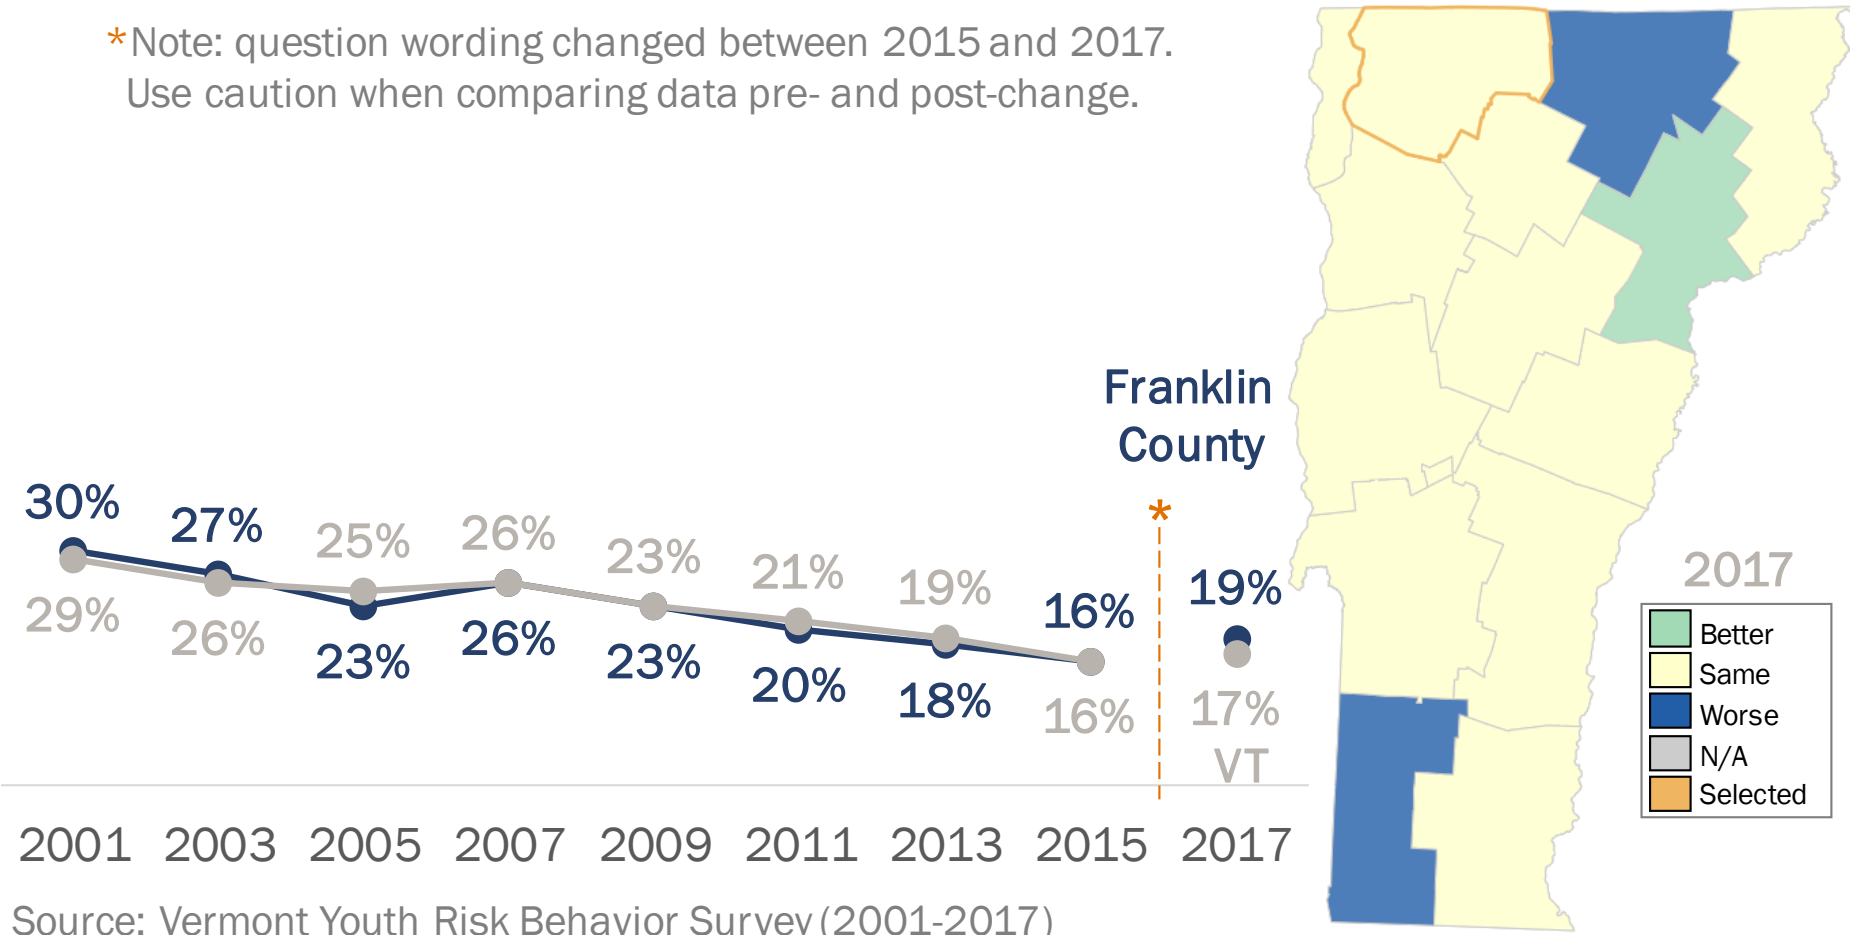 *Note: question wording changed between 2015 and 2017.
Use caution when comparing data pre- and post-change.
Franklin
County
*
30%
27%
25%
26%
23%
21%
19%
16%
19%
29%
26%
23%
26%
23%
20%
18%
16%
17%
VT
2001 2003 2005 2007 2009 2011 2013 2015 2017
Source: Vermont Youth Risk Behavior Survey (2001-2017)
2017
Better
Same
Worse
N/A
Selected